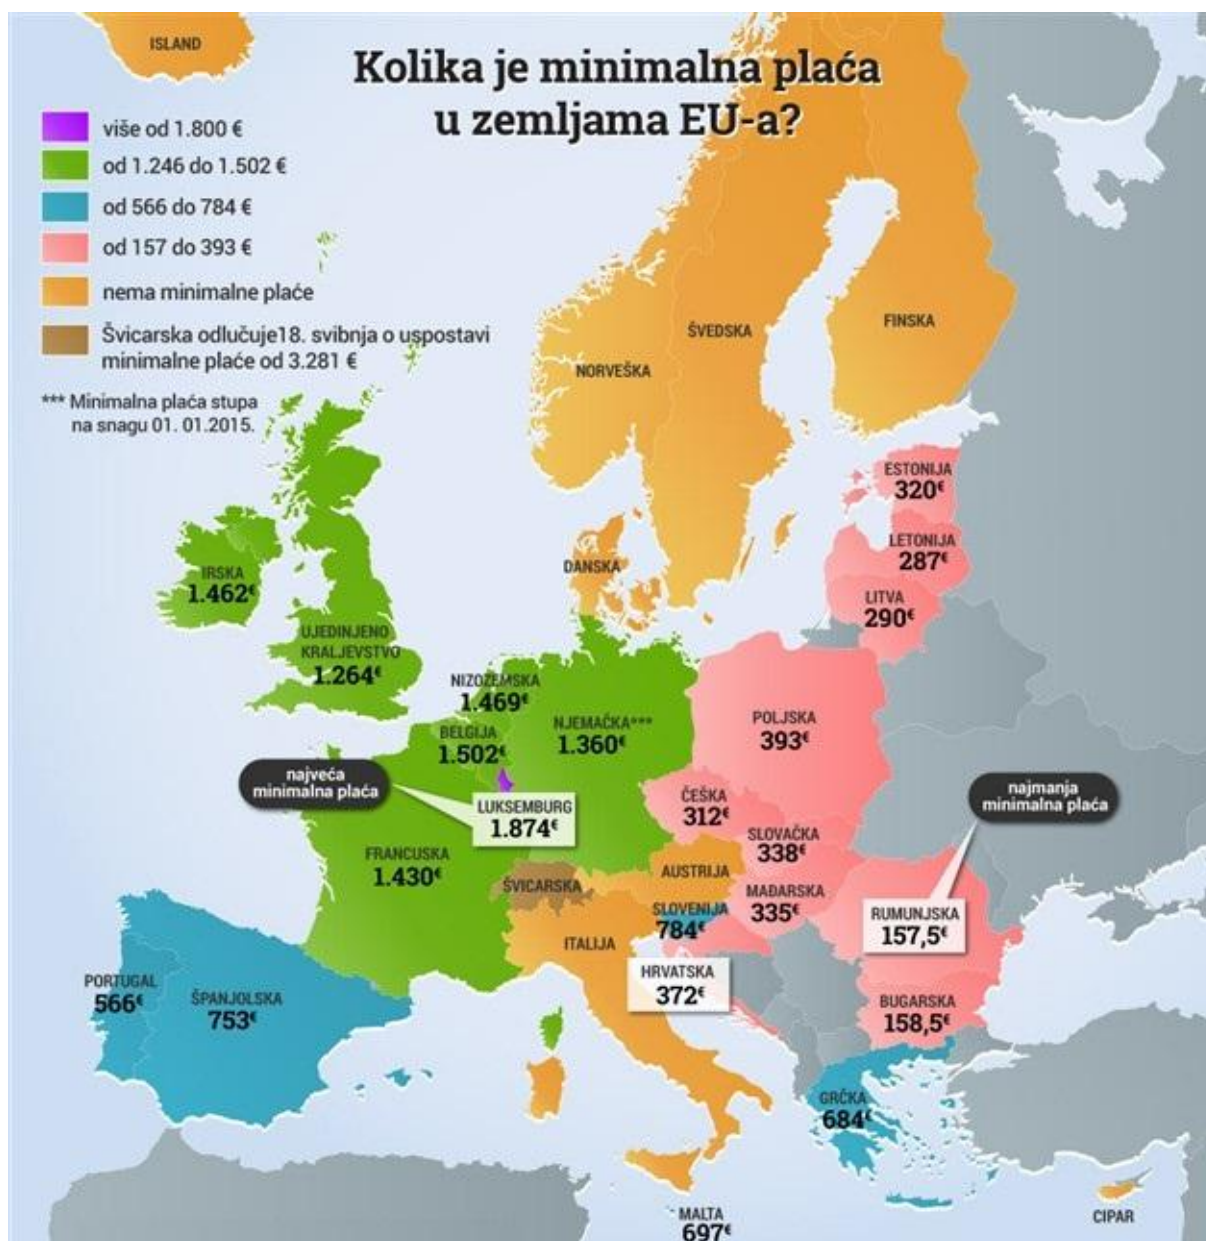 Kolika je minimalna plaća
u zemljama EU-a?
više od 1.800 €
od 1.246 do 1.502 €
od 566 do 784 €
od 157 do 393 €
nema minimalne plaće
Švicarska odlučuje18. svibnja o uspostavi
minimalne plaće od 3.281 €
*** Minimalna plaća stupa
na snagu 01. 01.2015.
ISLAND
NORVEŠKA
ŠVEDSKA
FINSKA
ESTONIJA
320€
LETONIJA
287€
LITVA
290€
DANSKA
IRSKA
1.462€
UJEDINJENO
KRALJEVSTVO
1.264€
NIZOZEMSKA
1.469€
BELGIJA
1.502€
NJEMAČKA***
1.360€
POLJSKA
393€
najveća
minimalna plaća
LUKSEMBURG
1.874€
ČEŠKA
312€
SLOVAČKA
338€
najmanja
minimalna plaća
FRANCUSKA
1.430€
ŠVICARSKA
AUSTRIJA
MAĐARSKA
335€
SLOVENIJA
784€
RUMUNJSKA
157,5€
ITALIJA
HRVATSKA
372€
PORTUGAL
566€
ŠPANJOLSKA
753€
BUGARSKA
158,5€
GRČKA
684€
MALTA
697€
CIPAR